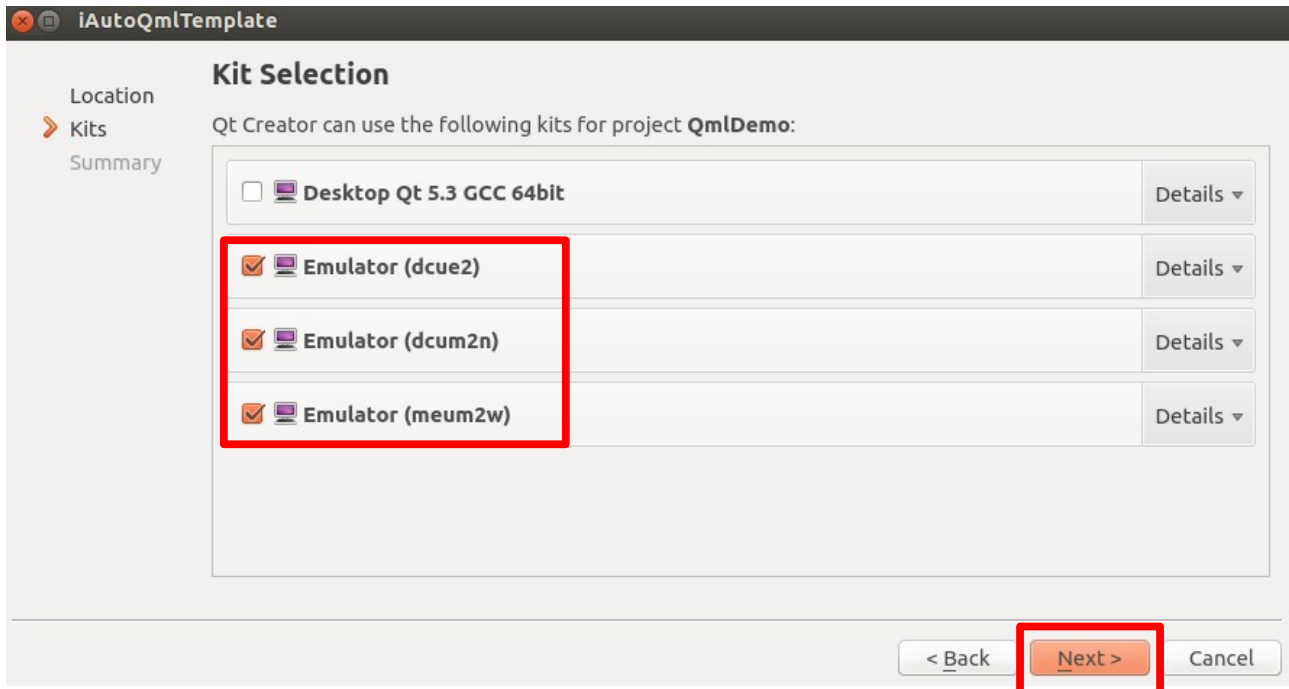 iAutoQmlTemplate
Location
Kits
Summary
Kit Selection
Qt Creator can use the following kits for project QmlDemo:
Desktop Qt 5.3 GCC 64bit
Details
Emulator (dcue2)
Details
Emulator (dcum2n)
Details
Emulator (meum2w)
Details
< Back
Next >
Cancel